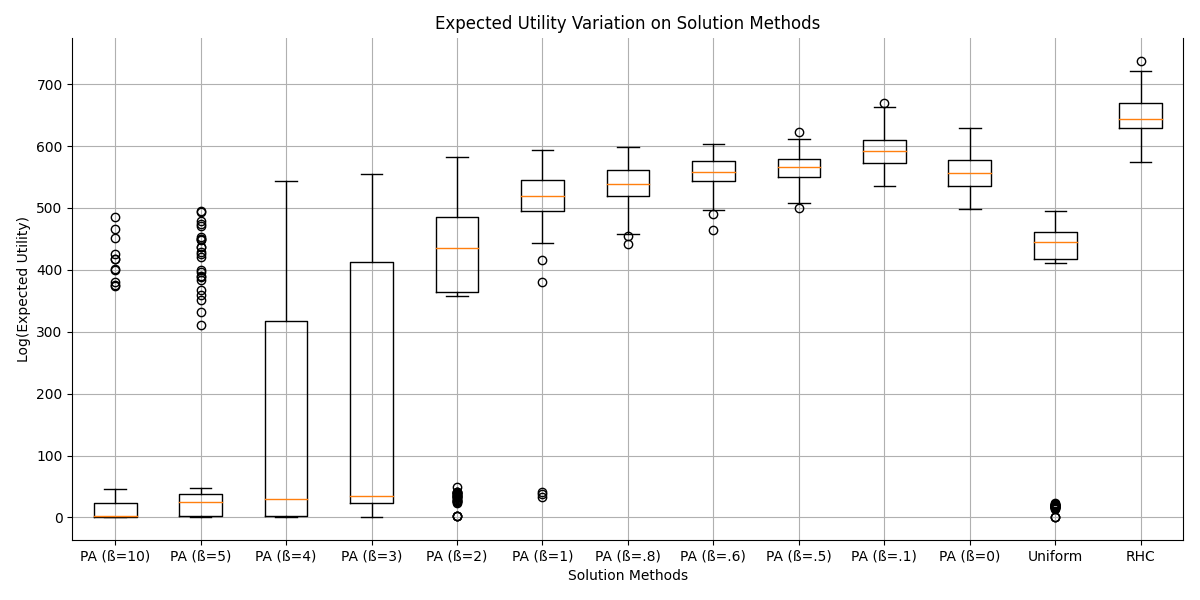 Expected Utility Variation on Solution Methods
Log(Expected Utility)
700
600
500
400
300
200
100
0
PA (ß=10) PA (ß=5) PA (ß=4) PA (ß=3) PA (ß=2) PA (ß=1) PA (ß=.8) PA (ß=.6) PA (ß=.5) PA (ß=.1) PA (ß=0) Uniform RHC
Solution Methods